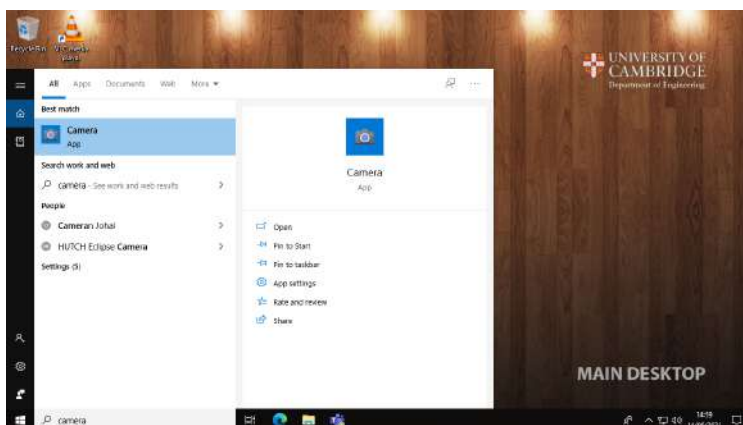 Recycle Bin
VLC media
player
UNIVERSITY OF
CAMBRIDGE
Department of Engineering
All Apps Documents Web More
Best match
Camera
App
Search work and web
camera - See work and web results
People
Cameran Johal
HUTCH Eclipse Camera
Settings (5)
Camera
App
Open
Pin to Start
Pin to taskbar
App settings
Rate and review
Share
MAIN DESKTOP
camera
14:19